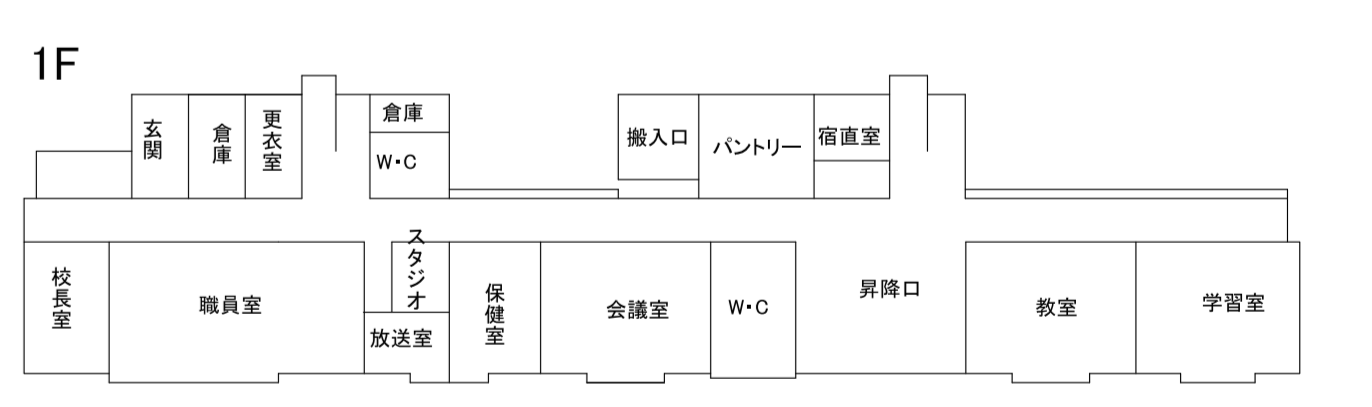 1F
玄関
倉庫
更衣室
倉庫
W・C
搬入口
パントリー
宿直室
校長室
職員室
スタジオ
放送室
保健室
会議室
W・C
昇降口
教室
学習室